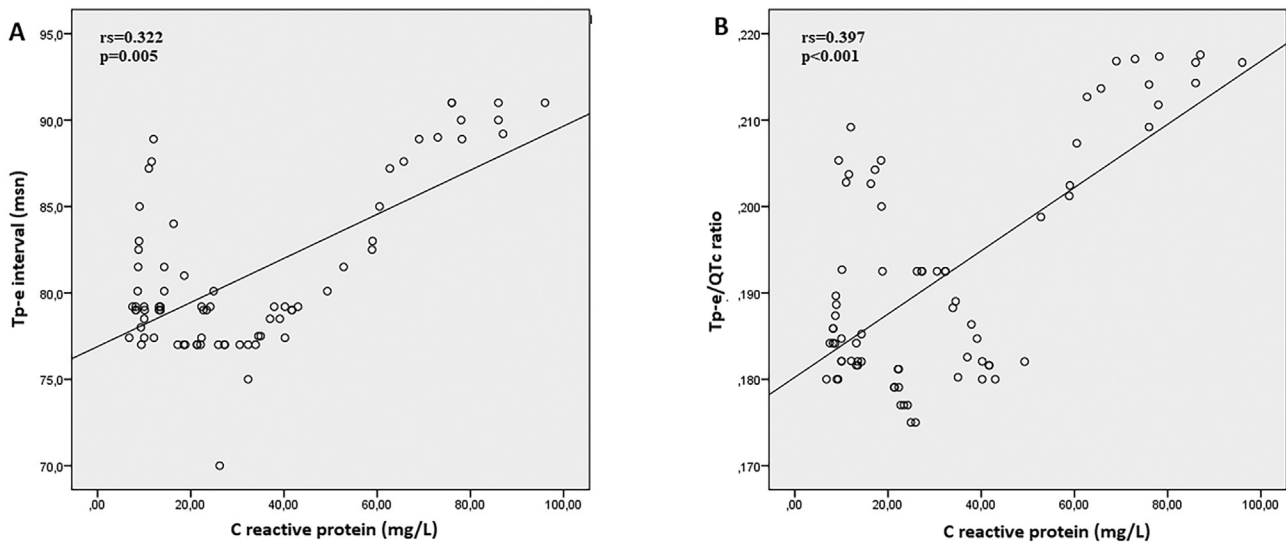 A
rs=0.322
p=0.005
95,0
90,0
85,0
80,0
75,0
70,0
Tp-e interval (msn)
,00 20,00 40,00 60,00 80,00 100,00
C reactive protein (mg/L)
B
rs=0.397
p<0.001
,220
,210
,200
,190
,180
,170
Tp-e/QTc ratio
,00 20,00 40,00 60,00 80,00 100,00
C reactive protein (mg/L)